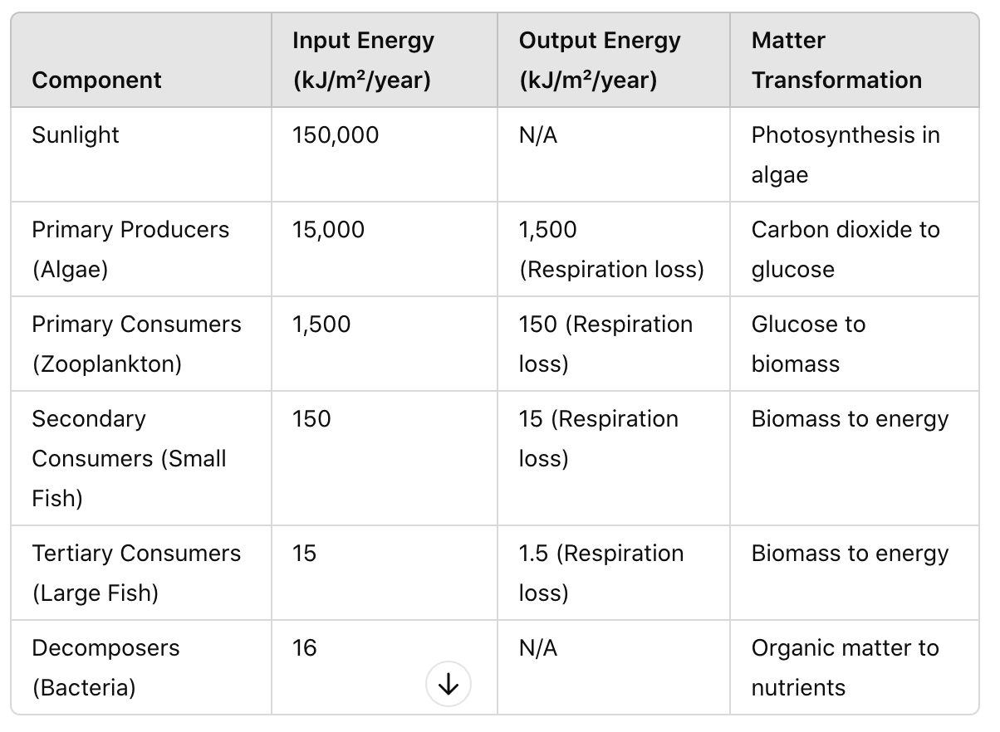 Component
Input Energy
(kJ/m²/year)
Output Energy
(kJ/m²/year)
Matter
Transformation
Sunlight
150,000
N/A
Photosynthesis in
algae
Primary Producers
(Algae)
15,000
1,500
(Respiration loss)
Carbon dioxide to
glucose
Primary Consumers
(Zooplankton)
1,500
150 (Respiration
loss)
Glucose to
biomass
Secondary
Consumers (Small
Fish)
150
15 (Respiration
loss)
Biomass to energy
Tertiary Consumers
(Large Fish)
15
1.5 (Respiration
loss)
Biomass to energy
Decomposers
(Bacteria)
16
N/A
Organic matter to
nutrients